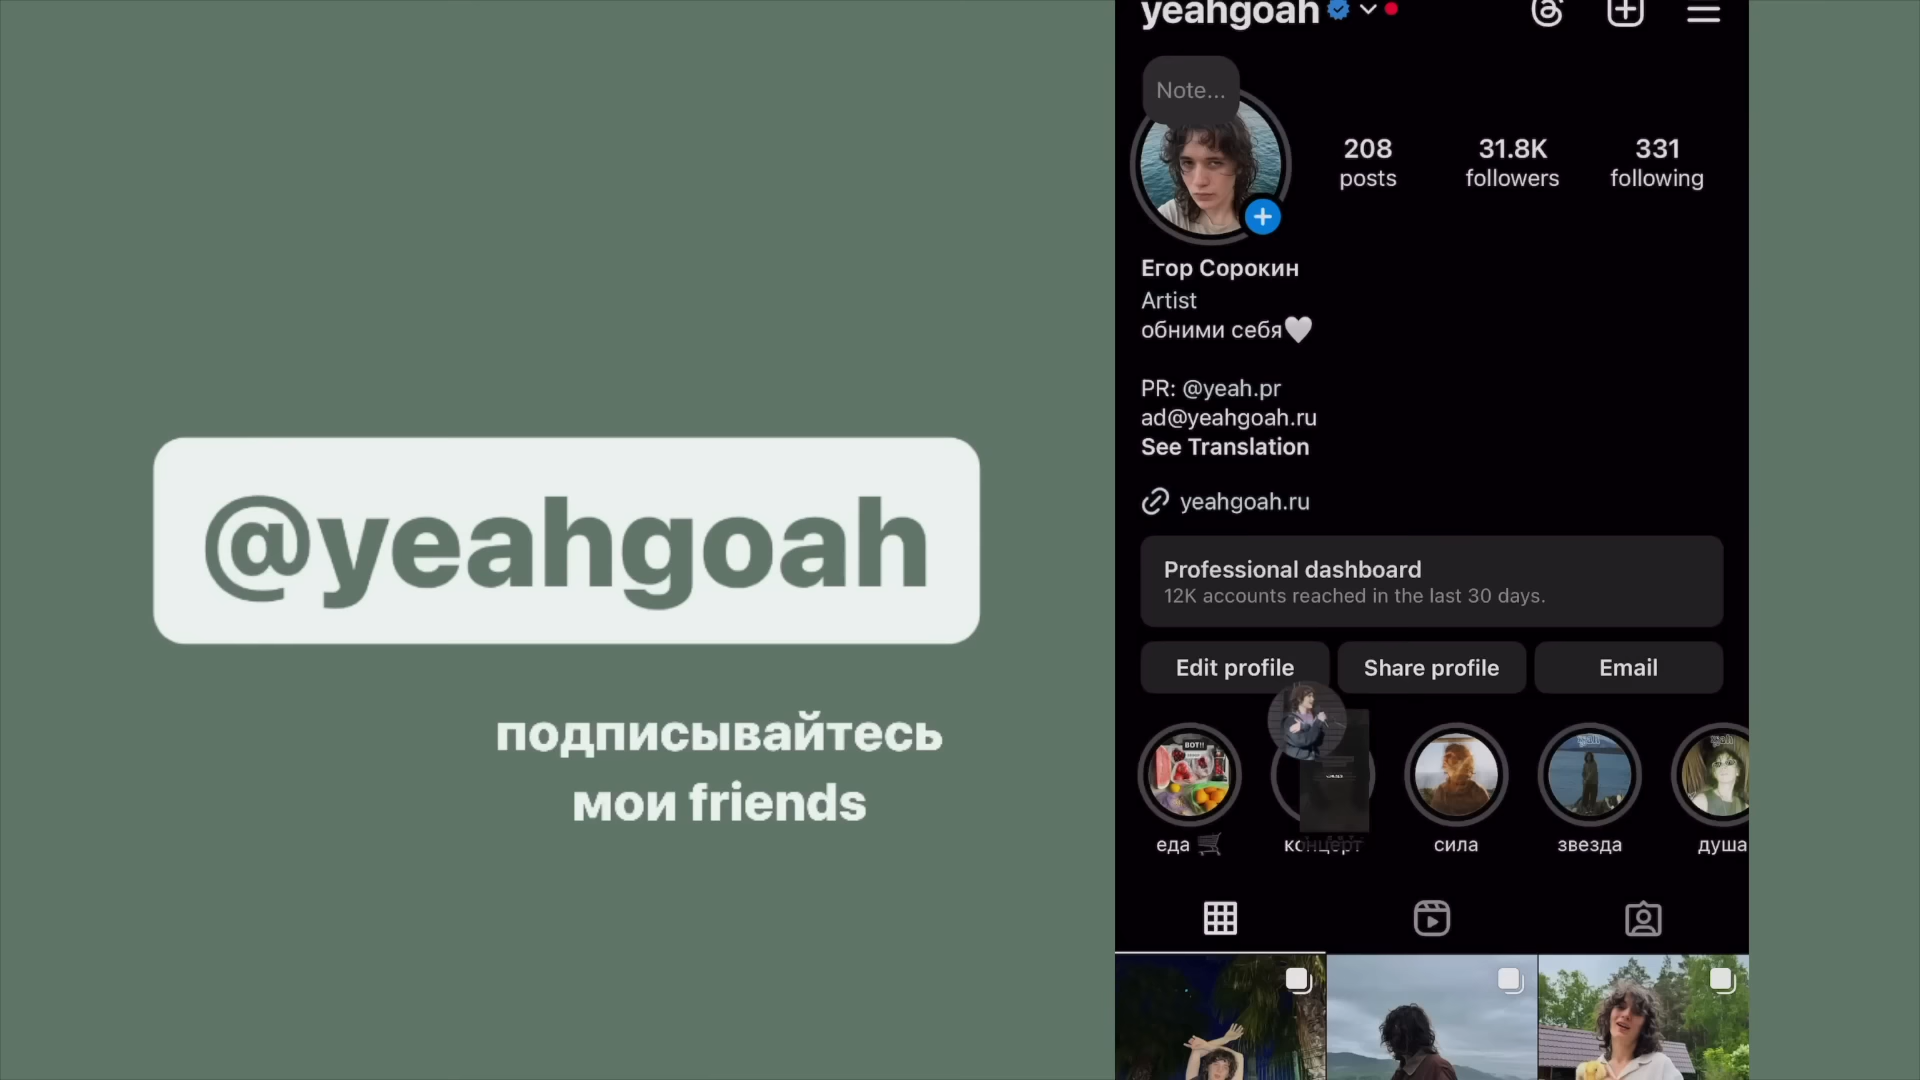 @yeahgoah
подписывайтесь
мои friends
yeahgoah
Note...
208
posts
31.8K
followers
331
following
Егор Сорокин
Artist
обними себя🤍
PR: @yeah.pr
ad@yeahgoah.ru
See Translation
yeahgoah.ru
Professional dashboard
12K accounts reached in the last 30 days.
Edit profile
Share profile
Email
ВОТ!!
еда 🛒
концерт
сила
звезда
душа